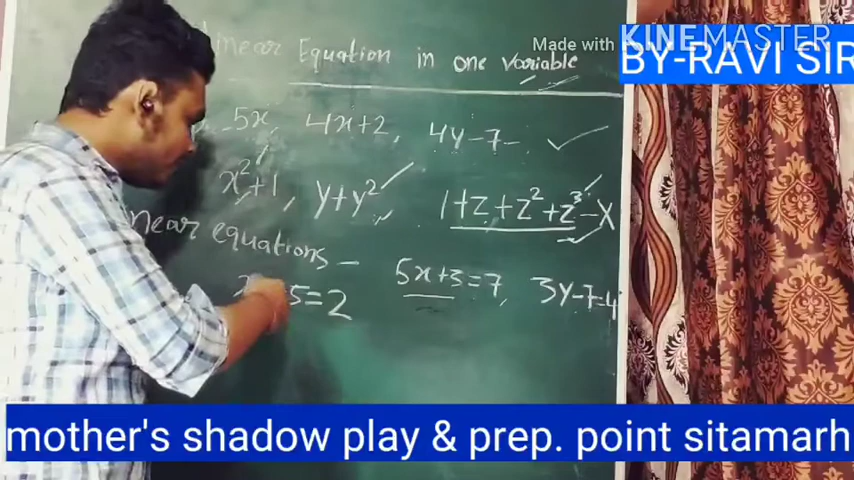 Linear Equation in one variable
Made with KINEMASTER
BY-RAVI SIR
5x, 4x+2, 4y-7- ✓
x²+1, y+y² ✓ 1+z+z²+z³-x
near equations -
5=2 5x+3=7, 3y-7=4
mother's shadow play & prep. point sitamarh